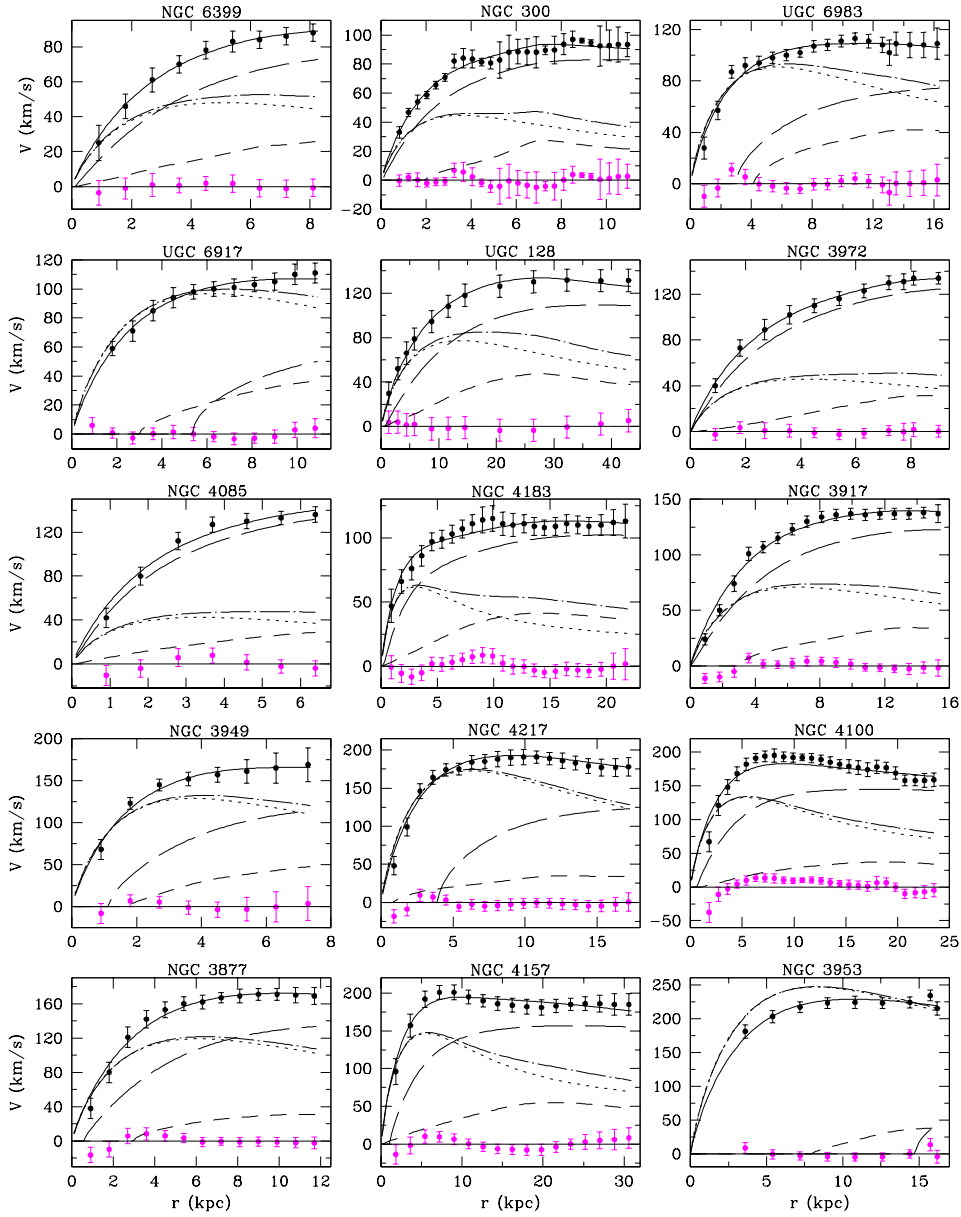 NGC 6399 NGC 300 UGC 6983
V (km/s)
80 60 40 20 0
0 2 4 6 8
100 80 60 40 20 0 −20
0 2 4 6 8 10
120 80 40 0
0 4 8 12 16
UGC 6917 UGC 128 NGC 3972
V (km/s)
120 100 80 60 40 20 0
0 2 4 6 8 10
120 80 40 0
0 10 20 30 40
120 80 40 0
0 2 4 6 8
NGC 4085 NGC 4183 NGC 3917
V (km/s)
120 80 40 0
0 1 2 3 4 5 6
100 50 0
0 5 10 15 20
150 100 50 0
0 4 8 12 16
NGC 3949 NGC 4217 NGC 4100
V (km/s)
200 150 100 50 0
0 2 4 6 8
200 150 100 50 0
0 5 10 15
200 150 100 50 0 −50
0 5 10 15 20 25
NGC 3877 NGC 4157 NGC 3953
V (km/s)
160 120 80 40 0
0 2 4 6 8 10 12
200 150 100 50 0
0 10 20 30
250 200 150 100 50 0
0 5 10 15
r (kpc) r (kpc) r (kpc)